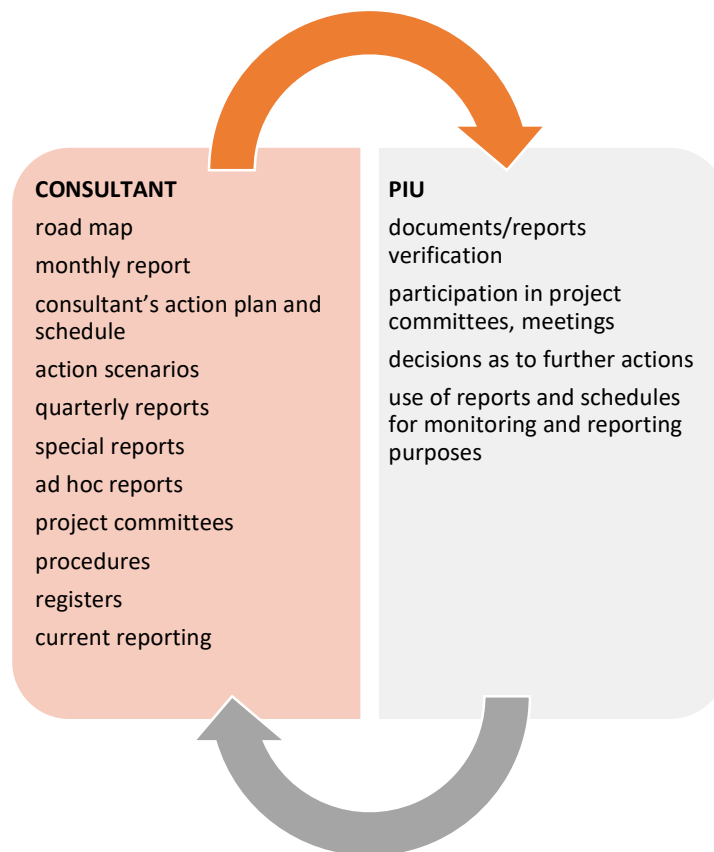 CONSULTANT
road map
monthly report
consultant’s action plan and
schedule
action scenarios
quarterly reports
special reports
ad hoc reports
project committees
procedures
registers
current reporting
PIU
documents/reports
verification
participation in project
committees, meetings
decisions as to further actions
use of reports and schedules
for monitoring and reporting
purposes